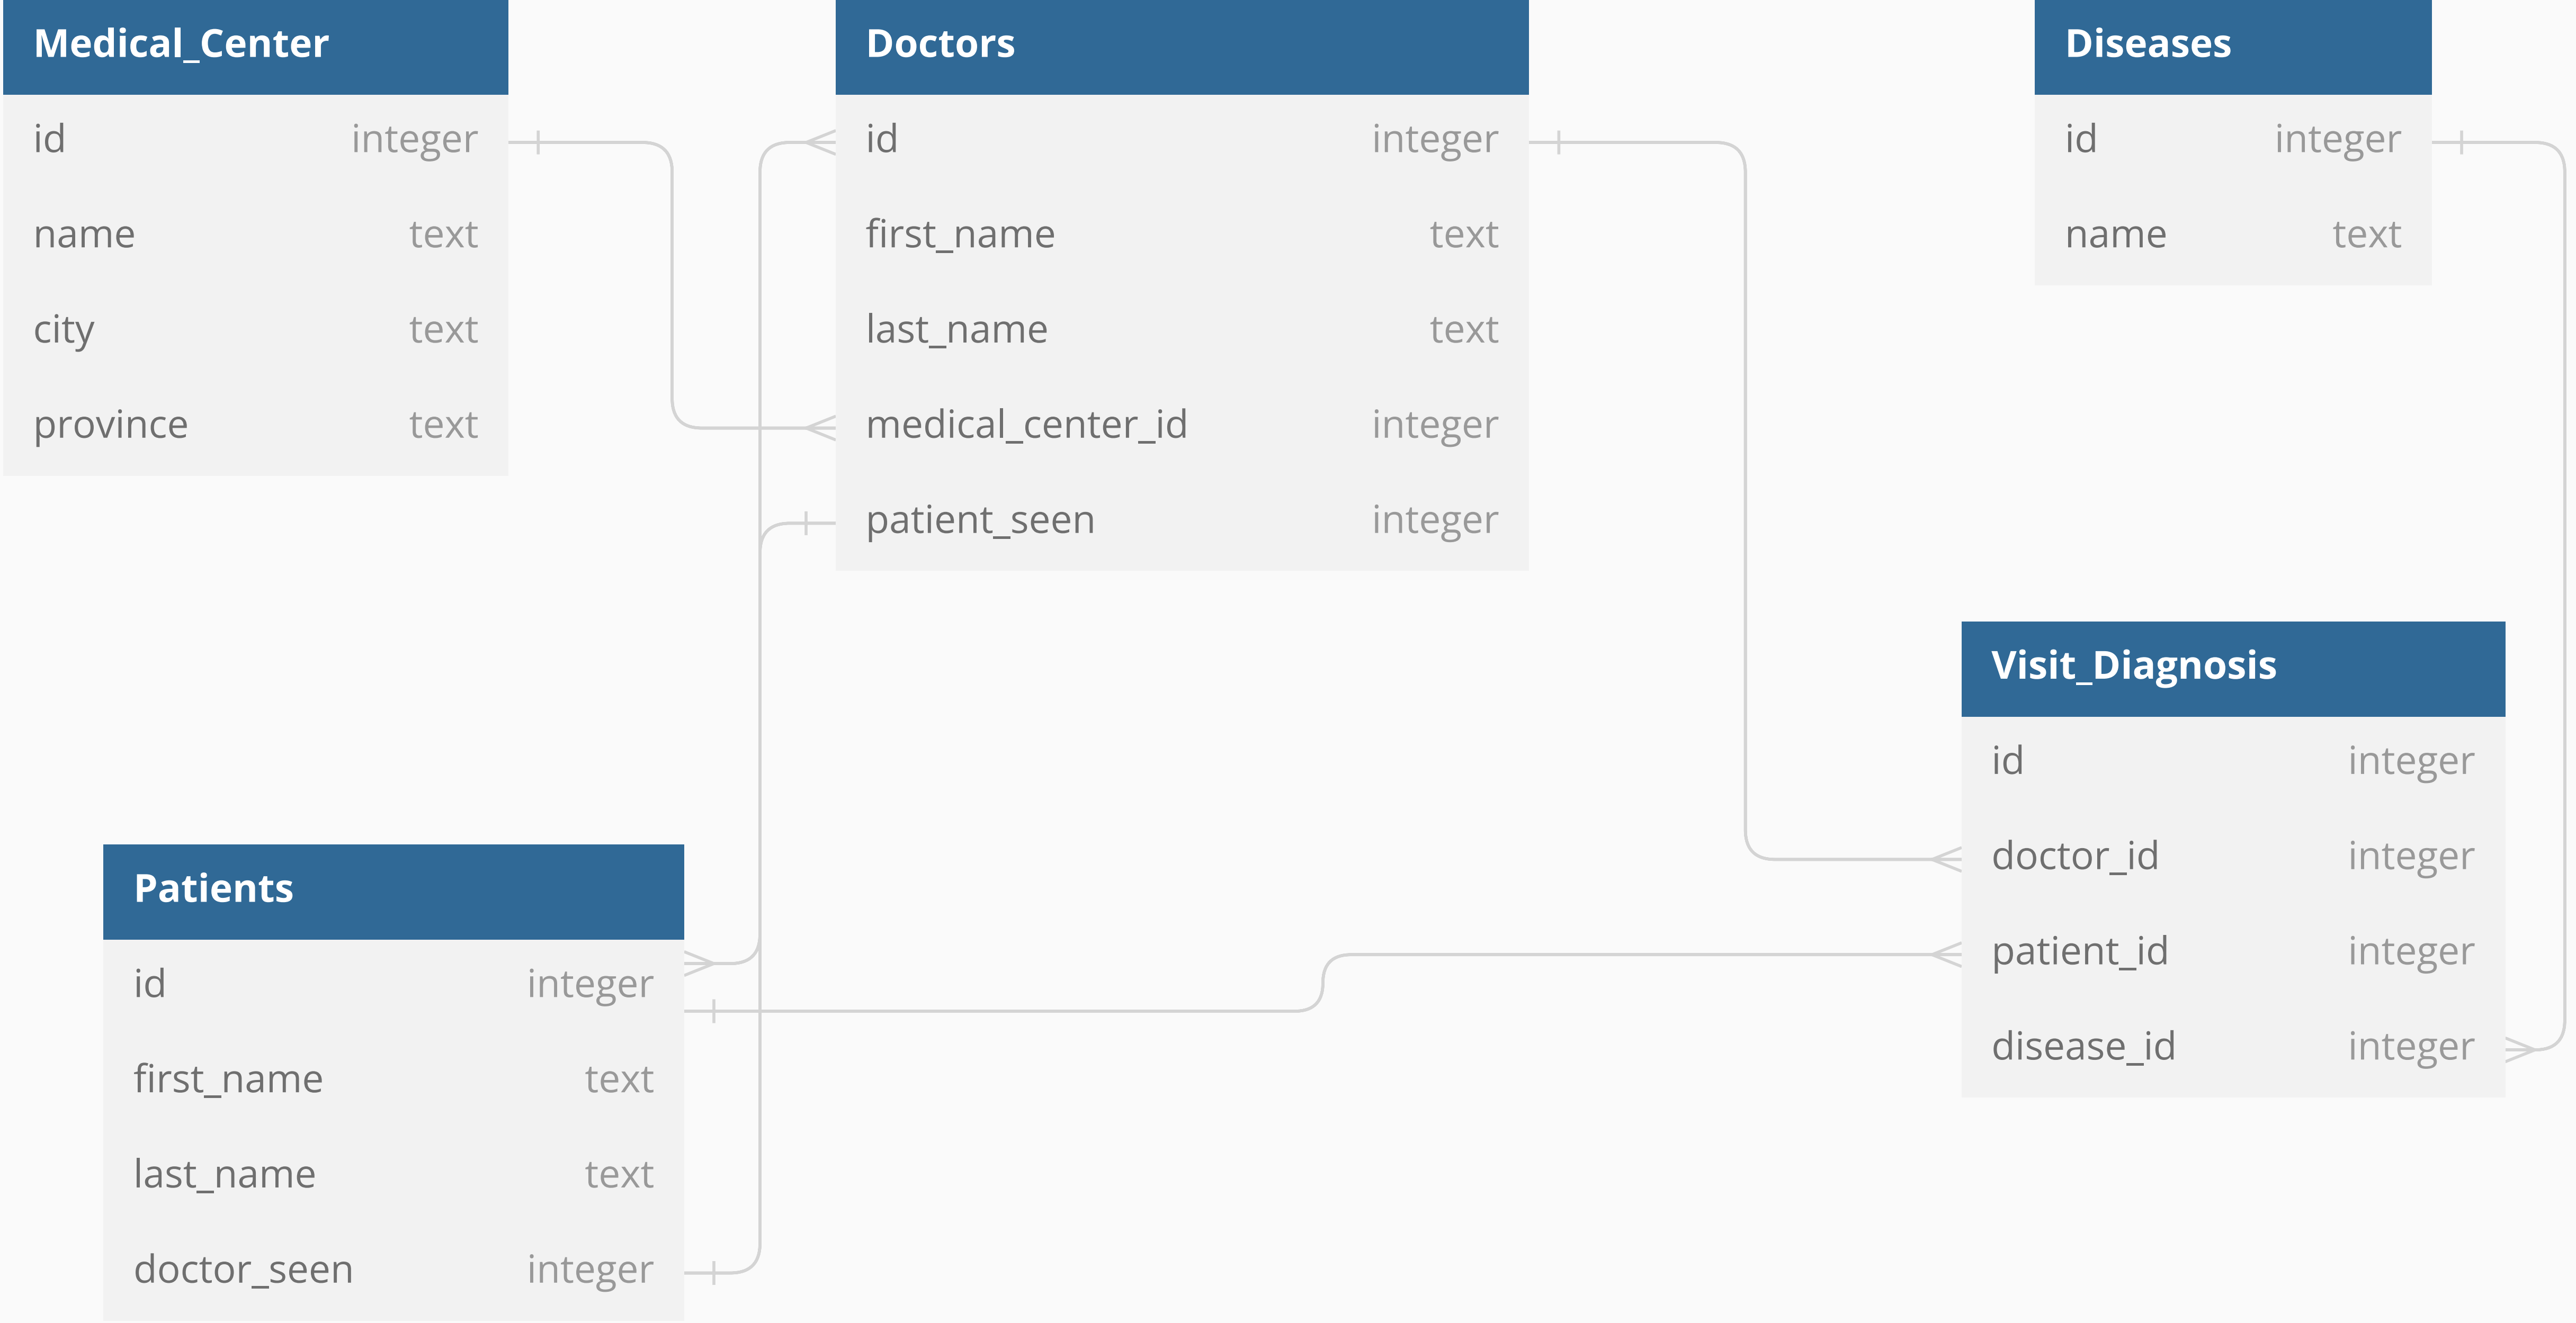 Medical_Center
id integer
name text
city text
province text
Doctors
id integer
first_name text
last_name text
medical_center_id integer
patient_seen integer
Diseases
id integer
name text
Visit_Diagnosis
id integer
doctor_id integer
patient_id integer
disease_id integer
Patients
id integer
first_name text
last_name text
doctor_seen integer